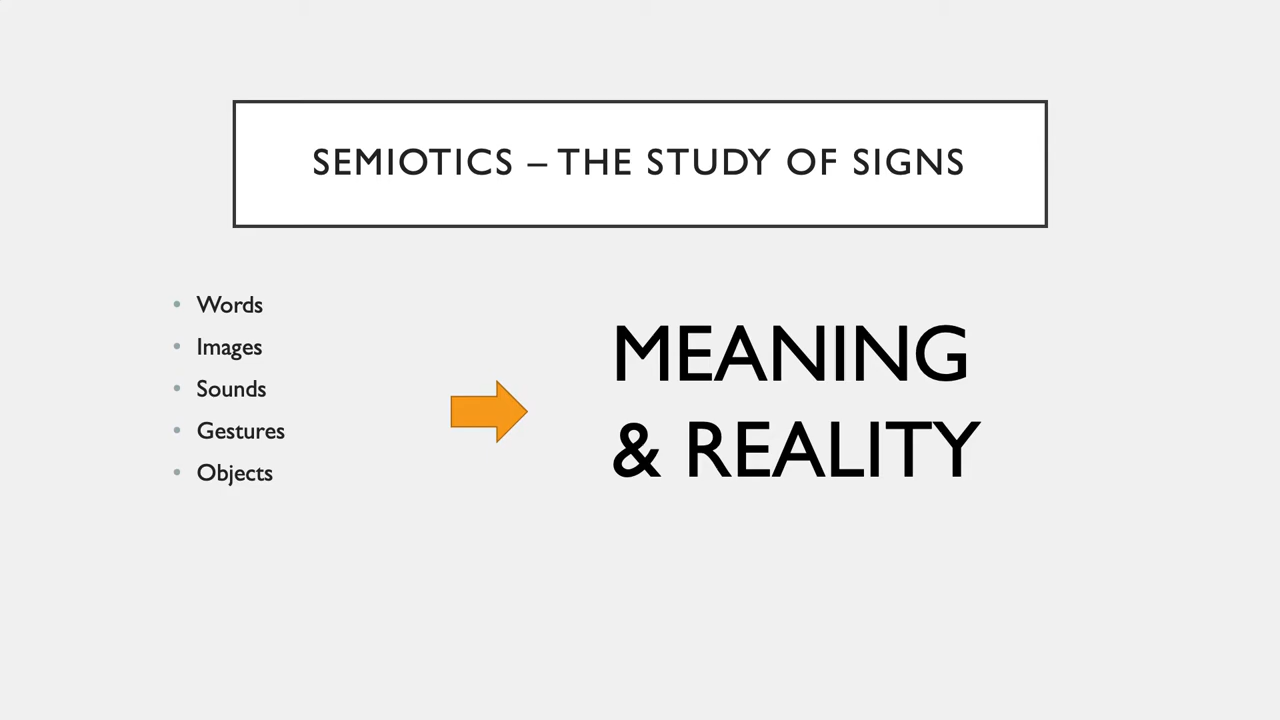 SEMIOTICS – THE STUDY OF SIGNS
• Words
• Images
• Sounds
• Gestures
• Objects
MEANING
& REALITY